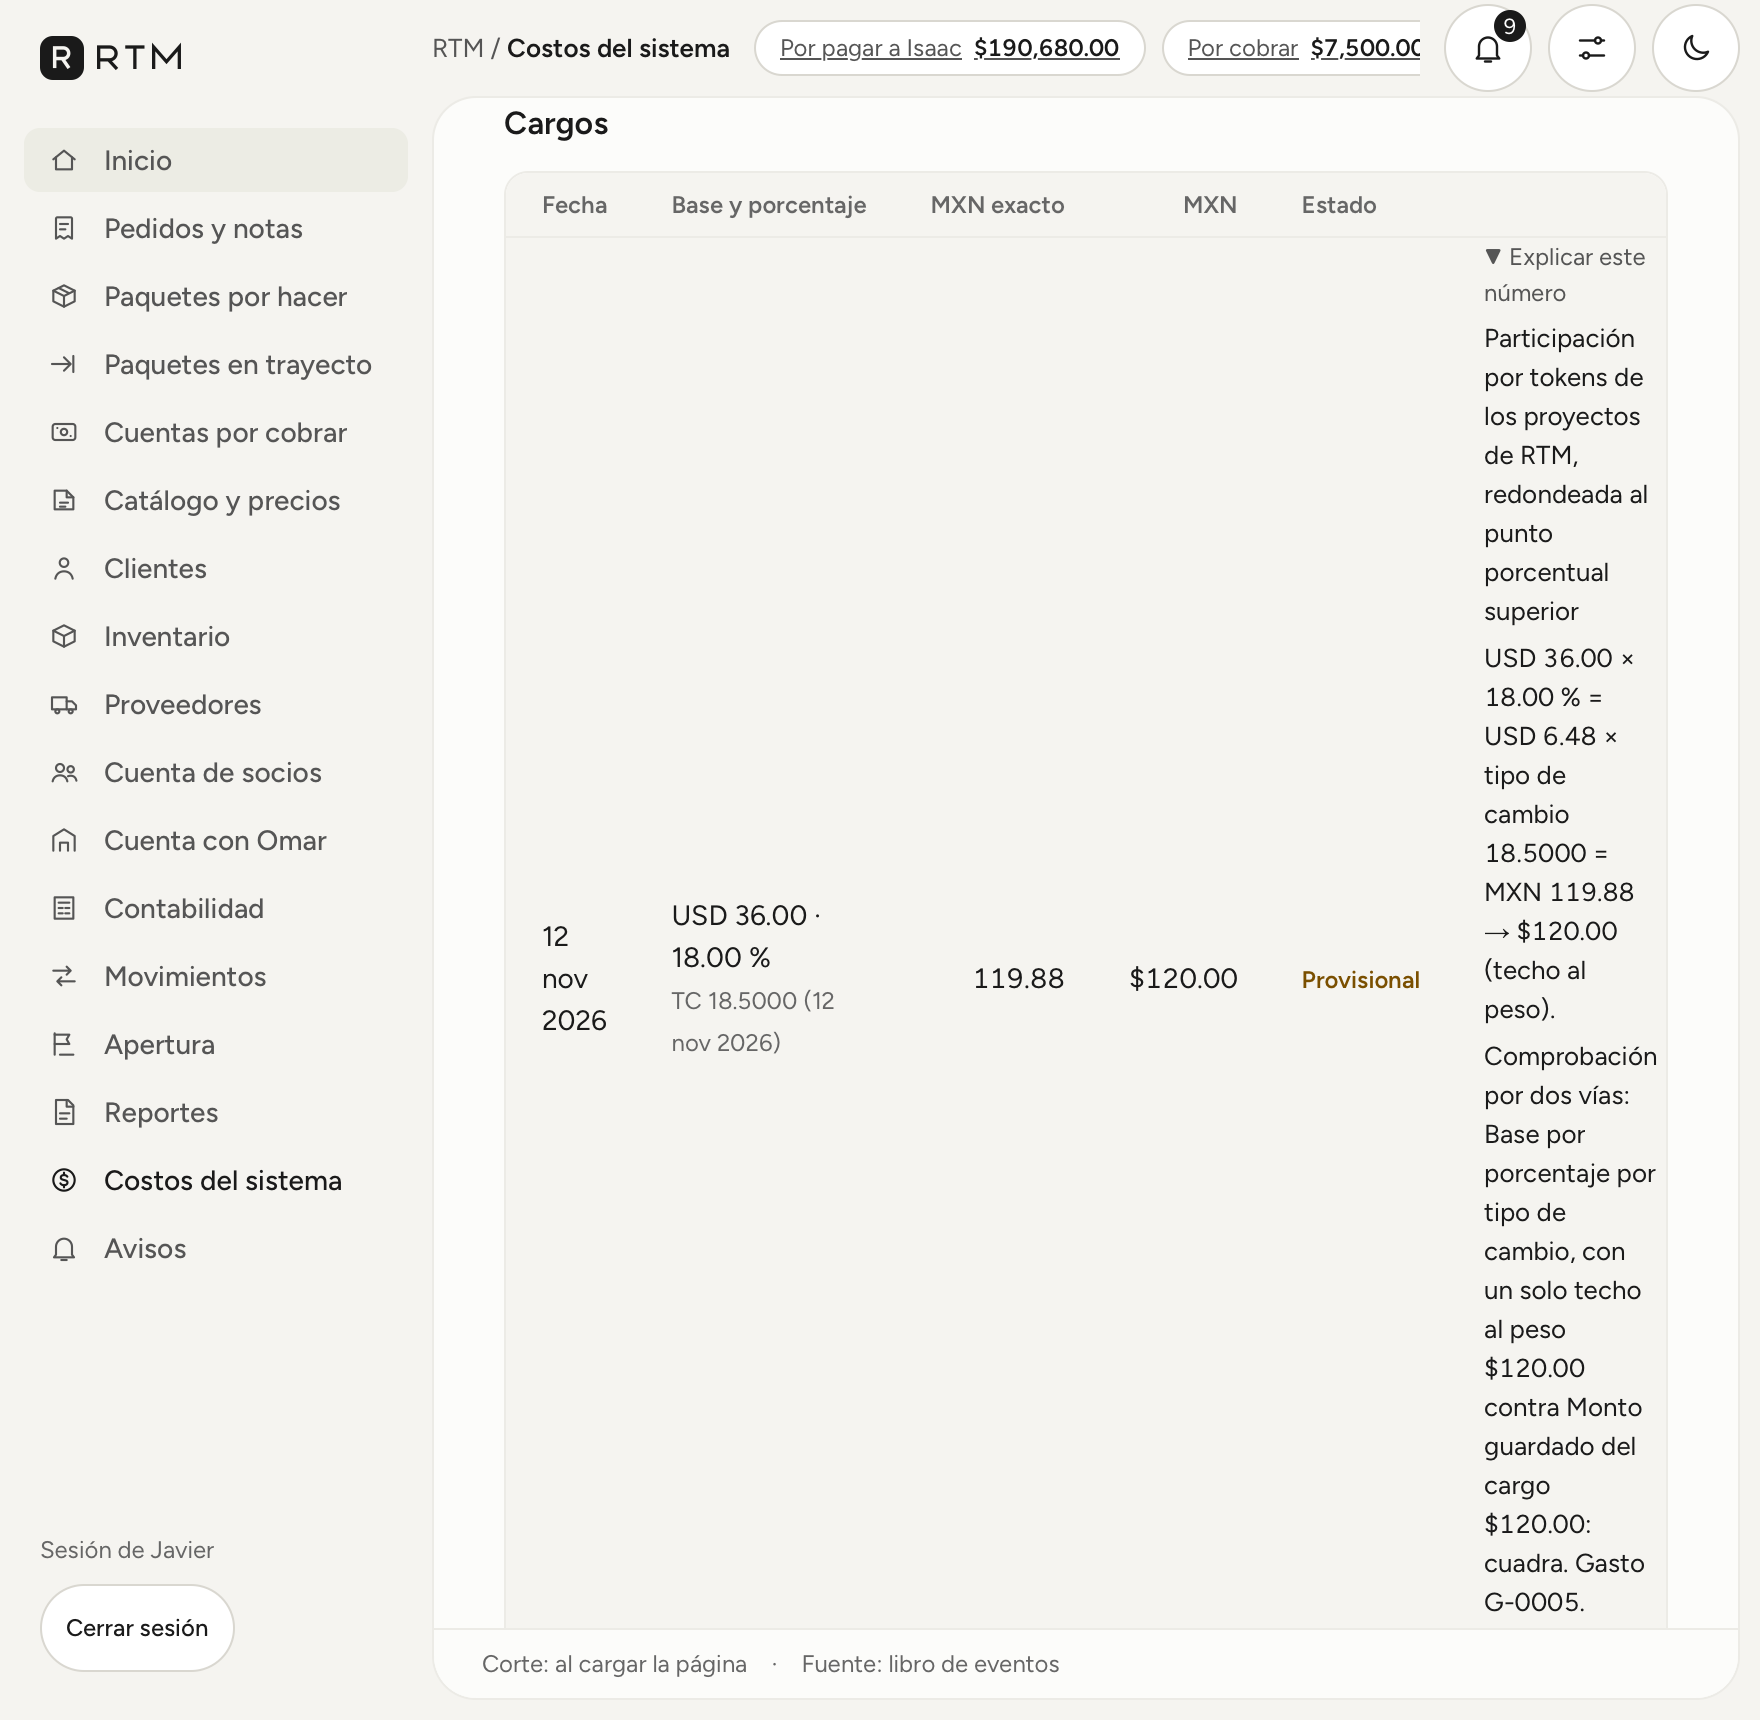 R RTM
RTM / Costos del sistema
Por pagar a Isaac $190,680.00
Por cobrar $7,500.00
9
Inicio
Pedidos y notas
Paquetes por hacer
Paquetes en trayecto
Cuentas por cobrar
Catálogo y precios
Clientes
Inventario
Proveedores
Cuenta de socios
Cuenta con Omar
Contabilidad
Movimientos
Apertura
Reportes
Costos del sistema
Avisos
Sesión de Javier
Cerrar sesión
Cargos
Fecha Base y porcentaje MXN exacto MXN Estado
12
nov
2026
USD 36.00 ·
18.00 %
TC 18.5000 (12
nov 2026)
119.88
$120.00
Provisional
▼ Explicar este
número
Participación
por tokens de
los proyectos
de RTM,
redondeada al
punto
porcentual
superior
USD 36.00 ×
18.00 % =
USD 6.48 ×
tipo de
cambio
18.5000 =
MXN 119.88
→ $120.00
(techo al
peso).
Comprobación
por dos vías:
Base por
porcentaje por
tipo de
cambio, con
un solo techo
al peso
$120.00
contra Monto
guardado del
cargo
$120.00:
cuadra. Gasto
G-0005.
Corte: al cargar la página · Fuente: libro de eventos